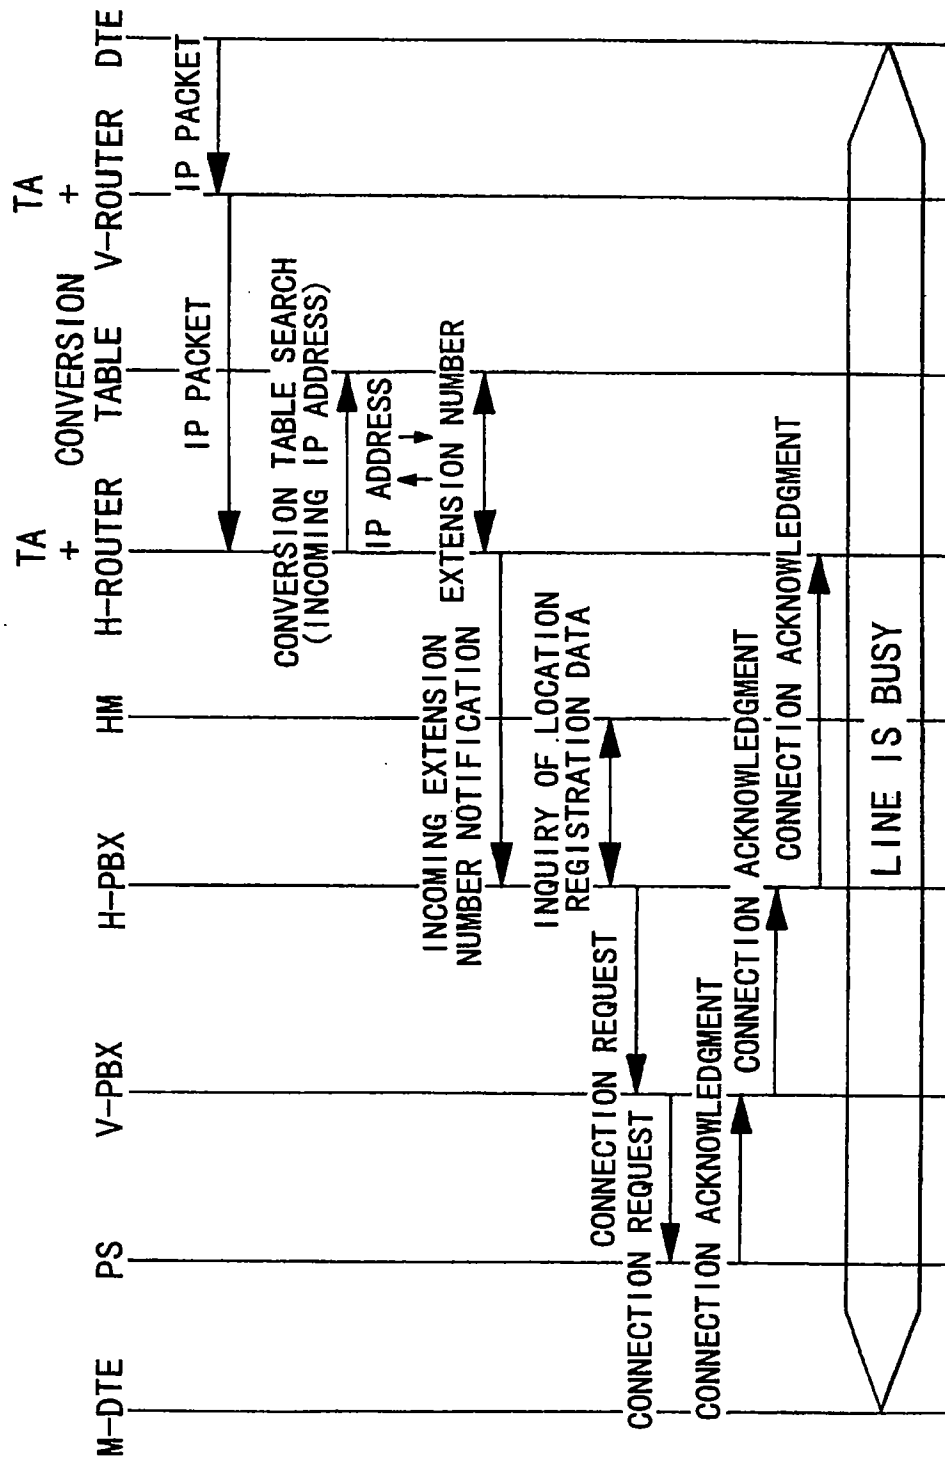 M-DTE
PS
V-PBX
H-PBX
HM
TA
+
H-ROUTER
CONVERSION
TABLE
TA
+
V-ROUTER
DTE
IP PACKET
IP PACKET
CONVERSION TABLE SEARCH
(INCOMING IP ADDRESS)
IP ADDRESS
EXTENSION NUMBER
INCOMING EXTENSION
NUMBER NOTIFICATION
INQUIRY OF LOCATION
REGISTRATION DATA
CONNECTION REQUEST
CONNECTION REQUEST
CONNECTION ACKNOWLEDGMENT
CONNECTION ACKNOWLEDGMENT
CONNECTION ACKNOWLEDGMENT
LINE IS BUSY